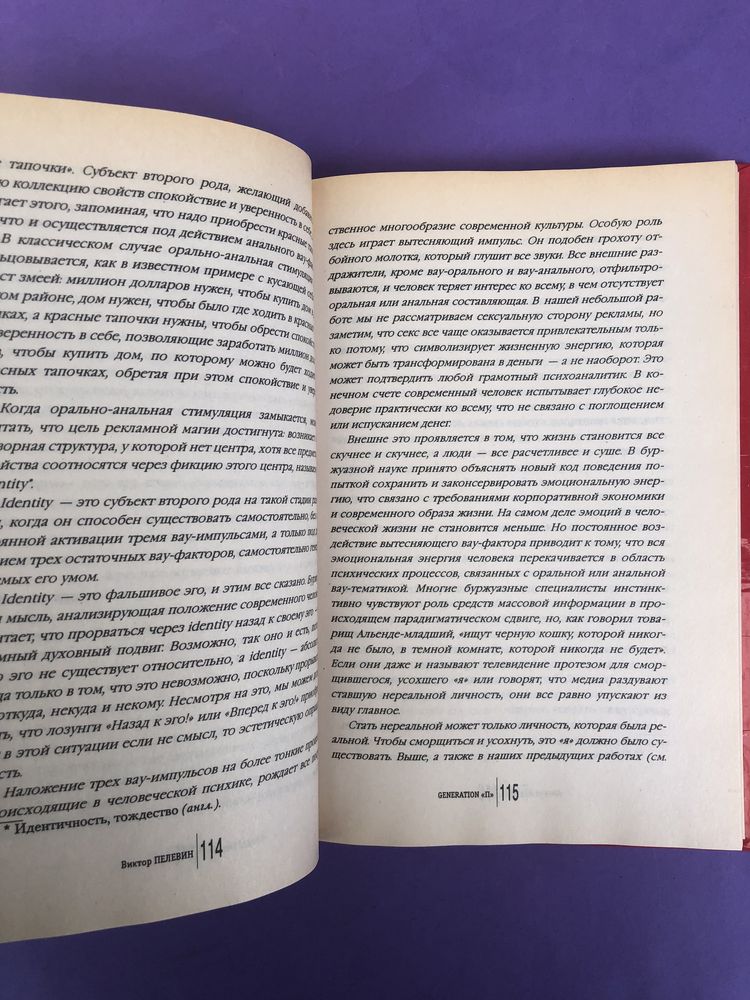 тапочки». Субъект второго рода, желающий
коллекцию свойств спокойствие и уверенность в себе,
этого, запоминая, что надо приобрести красные
что и осуществляется под действием анального
В классическом случае орально-анальная стимуляция
как в известном примере с кусающей
змеей: миллион долларов нужен, чтобы купить дом
районе, дом нужен, чтобы было где ходить в красных
а красные тапочки нужны, чтобы обрести спокойствие
в себе, позволяющие заработать миллион
чтобы купить дом, по которому можно будет
тапочках, обретая при этом спокойствие и
Когда орально-анальная стимуляция замыкается,
что цель рекламной магии достигнута: возникает
структура, у которой нет центра, хотя все
соотносятся через фикцию этого центра,
Identity — это субъект второго рода на такой стадии
когда он способен существовать самостоятельно, без
активации тремя вау-импульсами, а только под
трех остаточных вау-факторов, самостоятельно
его умом.
Identity — это фальшивое эго, и этим все сказано.
мысль, анализирующая положение современного
что прорваться через identity назад к своему эго —
духовный подвиг. Возможно, так оно и есть,
эго не существует относительно, а identity —
только в том, что это невозможно, поскольку
откуда, некуда и некому. Несмотря на это, мы можем
что лозунги «Назад к эго!» или «Вперед к эго!»
в этой ситуации если не смысл, то эстетическую
Наложение трех вау-импульсов на более тонкие
происходящие в человеческой психике, рождает все
* Идентичность, тождество (англ.).
Виктор ПЕЛЕВИН 114
ственное многообразие современной культуры. Особую роль
здесь играет вытесняющий импульс. Он подобен грохоту от-
бойного молотка, который глушит все звуки. Все внешние раз-
дражители, кроме вау-орального и вау-анального, отфильтро-
вываются, и человек теряет интерес ко всему, в чем отсутствует
оральная или анальная составляющая. В нашей небольшой ра-
боте мы не рассматриваем сексуальную сторону рекламы, но
заметим, что секс все чаще оказывается привлекательным толь-
ко потому, что символизирует жизненную энергию, которая
может быть трансформирована в деньги — а не наоборот. Это
может подтвердить любой грамотный психоаналитик. В ко-
нечном счете современный человек испытывает глубокое не-
доверие практически ко всему, что не связано с поглощением
или испусканием денег.
Внешне это проявляется в том, что жизнь становится все
скучнее и скучнее, а люди — все расчетливее и суше. В бур-
жуазной науке принято объяснять новый код поведения по-
пыткой сохранить и законсервировать эмоциональную энер-
гию, что связано с требованиями корпоративной экономики
и современного образа жизни. На самом деле эмоций в чело-
веческой жизни не становится меньше. Но постоянное воз-
действие вытесняющего вау-фактора приводит к тому, что вся
эмоциональная энергия человека перекачивается в область
психических процессов, связанных с оральной или анальной
вау-тематикой. Многие буржуазные специалисты инстинк-
тивно чувствуют роль средств массовой информации в про-
исходящем парадигматическом сдвиге, но, как говорил това-
рищ Альенде-младший, «ищут черную кошку, которой никог-
да не было, в темной комнате, которой никогда не будет».
Если они даже и называют телевидение протезом для смор-
щившегося, усохшего «я» или говорят, что медиа раздувают
ставшую нереальной личность, они все равно упускают из
виду главное.
Стать нереальной может только личность, которая была ре-
альной. Чтобы сморщиться и усохнуть, это «я» должно было су-
ществовать. Выше, а также в наших предыдущих работах (см.
GENERATION «П» 115